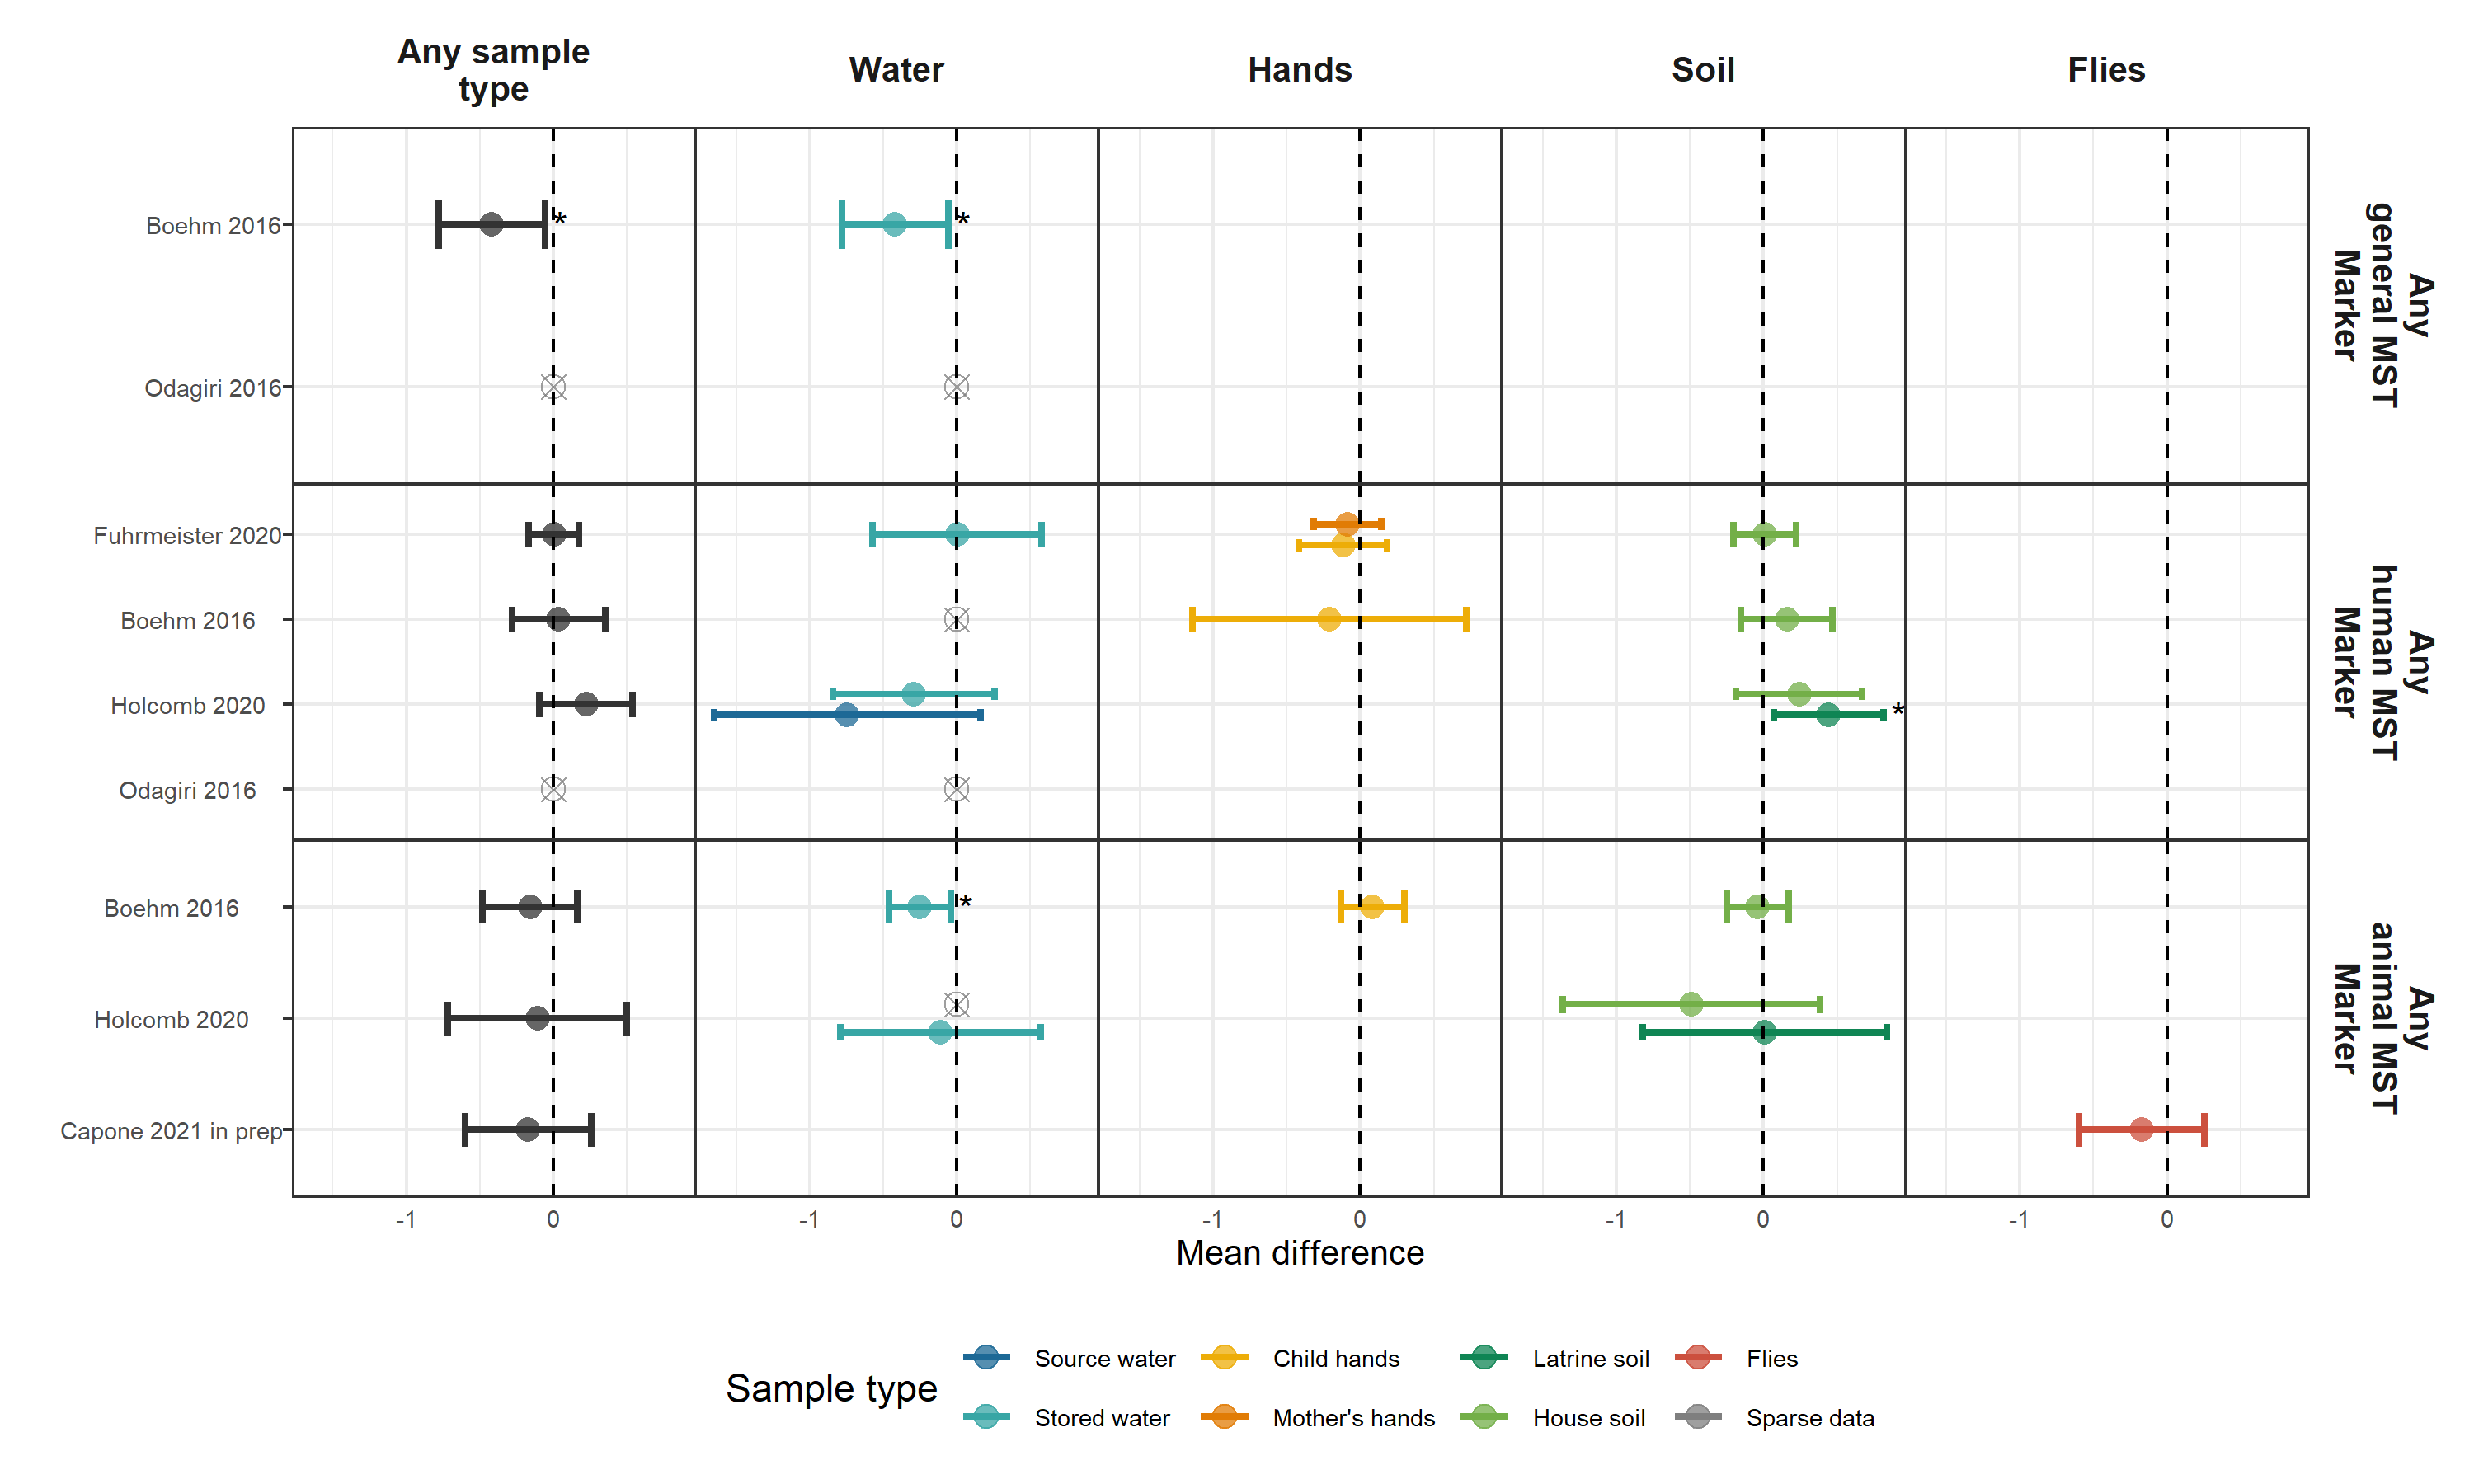 Any sample
type
Water
Hands
Soil
Flies
Boehm 2016
*
*
Odagiri 2016
Any
general MST
Marker
Fuhrmeister 2020
Boehm 2016
Holcomb 2020
*
Odagiri 2016
Any
human MST
Marker
Boehm 2016
*
Holcomb 2020
Capone 2021 in prep
Any
animal MST
Marker
-1 0 -1 0 -1 0 -1 0 -1 0
Mean difference
Sample type
Source water
Child hands
Latrine soil
Flies
Stored water
Mother's hands
House soil
Sparse data